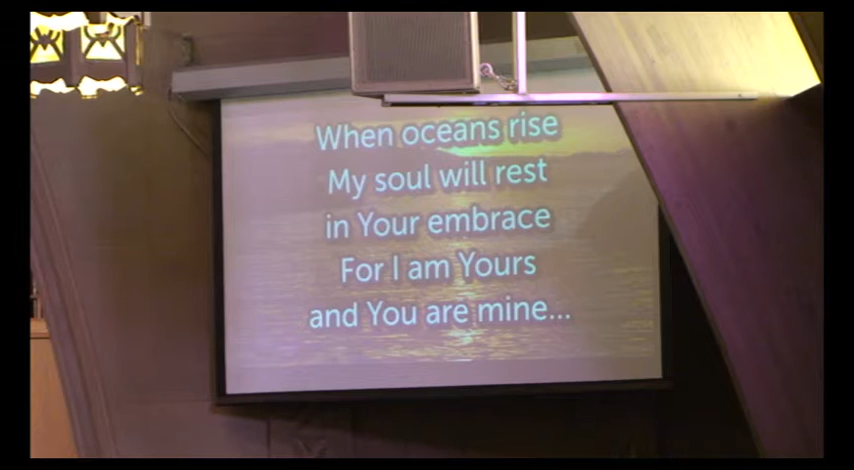 When oceans rise
My soul will rest
in Your embrace
For I am Yours
and You are mine...